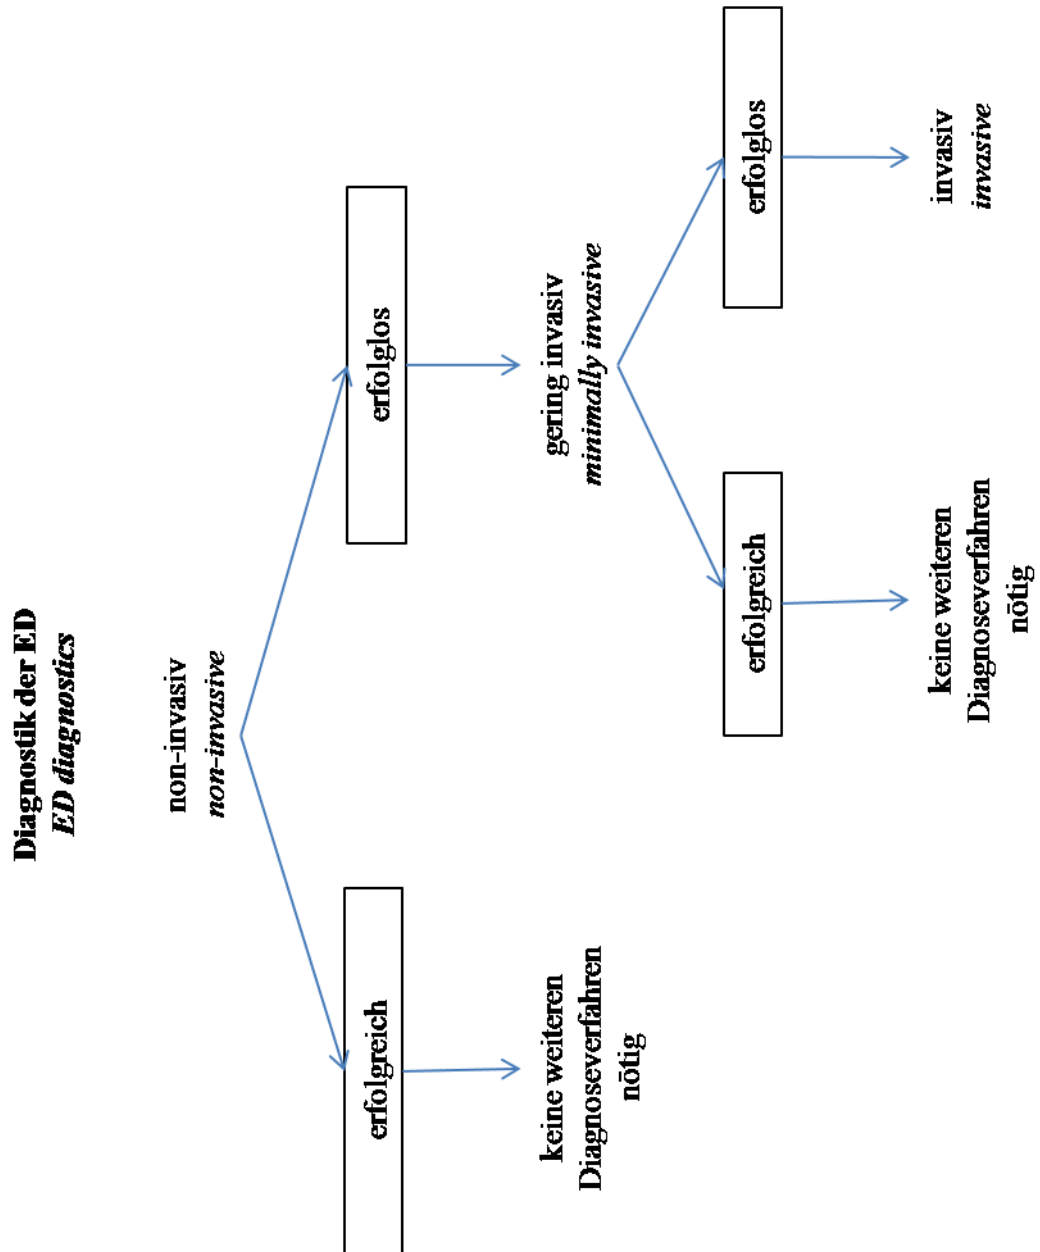 Diagnostik der ED
ED diagnostics
non-invasiv
non-invasive
erfolgreich
erfolglos
keine weiteren
Diagnoseverfahren
nötig
gering invasiv
minimally invasive
erfolgreich
erfolglos
keine weiteren
Diagnoseverfahren
nötig
invasiv
invasive